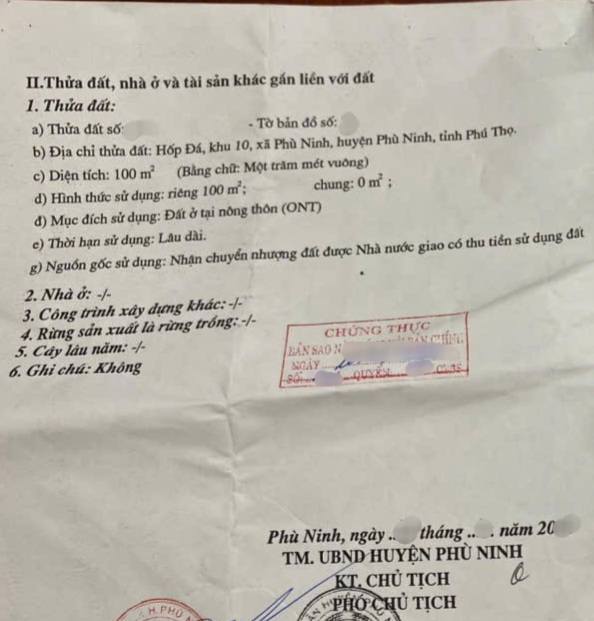 II.Thửa đất, nhà ở và tài sản khác gắn liền với đất
1. Thửa đất:
a) Thửa đất số: - Tờ bản đồ số:
b) Địa chỉ thửa đất: Hốp Đá, khu 10, xã Phù Ninh, huyện Phù Ninh, tỉnh Phú Thọ.
c) Diện tích: 100 m² (Bằng chữ: Một trăm mét vuông)
d) Hình thức sử dụng: riêng 100 m²; chung: 0 m² ;
đ) Mục đích sử dụng: Đất ở tại nông thôn (ONT)
e) Thời hạn sử dụng: Lâu dài.
g) Nguồn gốc sử dụng: Nhận chuyển nhượng đất được Nhà nước giao có thu tiền sử dụng đất
2. Nhà ở: -/-
3. Công trình xây dựng khác: -/-
4. Rừng sản xuất là rừng trồng: -/-
5. Cây lâu năm: -/-
6. Ghi chú: Không
CHỨNG THỰC
BẢN SAO CHÍNH
NGÀY
SỐ: QUYỂN
Phù Ninh, ngày .. tháng .. . năm 20
TM. UBND HUYỆN PHÙ NINH
KT. CHỦ TỊCH
PHÓ CHỦ TỊCH
H. PHÙ